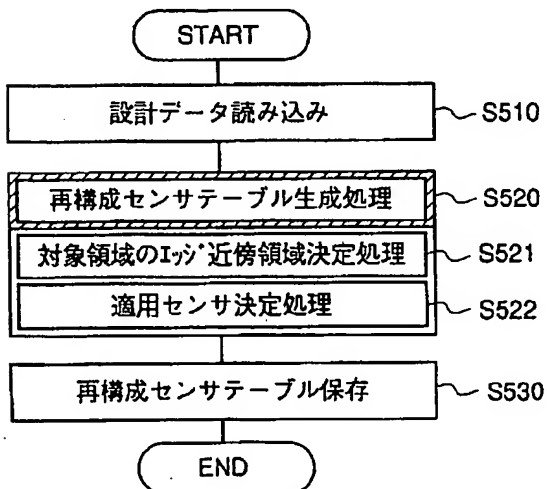 START
設計データ読み込み S510
再構成センサテーブル生成処理 S520
対象領域のｴｯｼﾞ近傍領域決定処理 S521
適用センサ決定処理 S522
再構成センサテーブル保存 S530
END